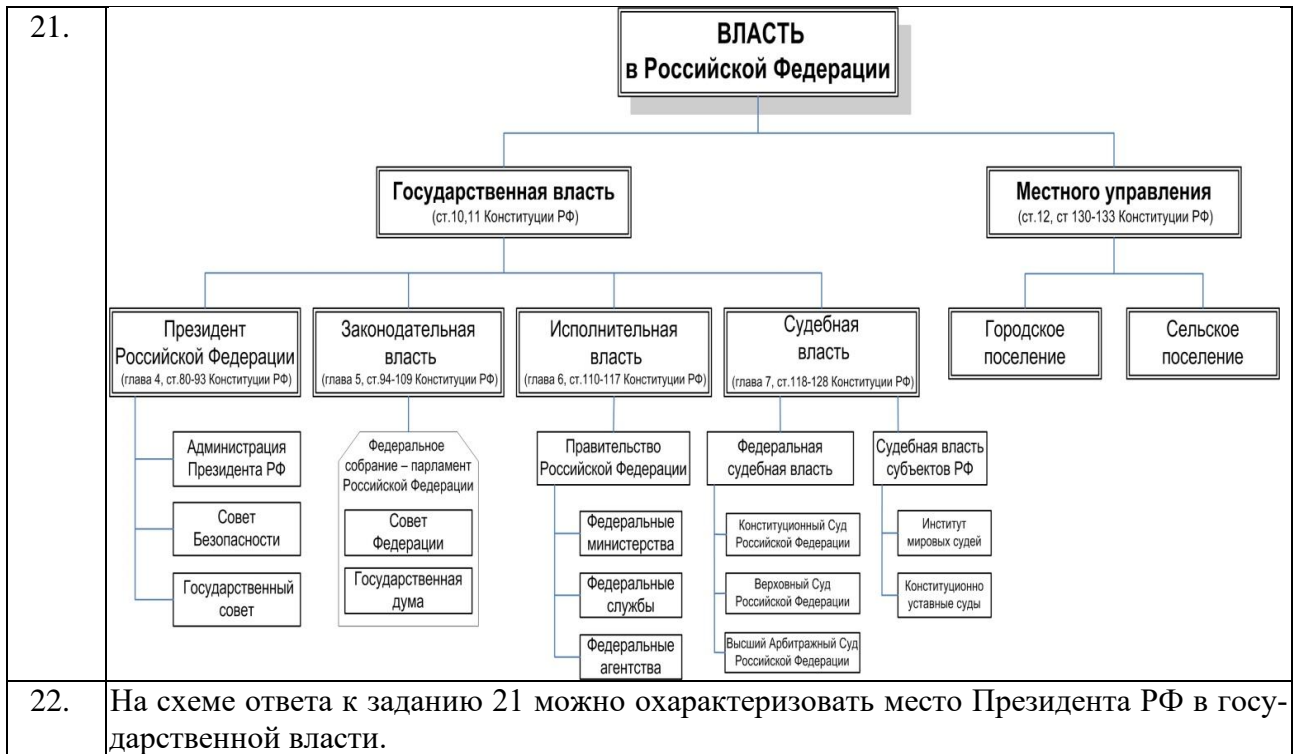 21.
ВЛАСТЬ
в Российской Федерации
Государственная власть
(ст.10,11 Конституции РФ)
Местного управления
(ст.12, ст 130-133 Конституции РФ)
Президент
Российской Федерации
(глава 4, ст.80-93 Конституции РФ)
Законодательная
власть
(глава 5, ст.94-109 Конституции РФ)
Исполнительная
власть
(глава 6, ст.110-117 Конституции РФ)
Судебная
власть
(глава 7, ст.118-128 Конституции РФ)
Городское
поселение
Сельское
поселение
Администрация
Президента РФ
Совет
Безопасности
Государственный
совет
Федеральное
собрание – парламент
Российской Федерации
Совет
Федерации
Государственная
дума
Правительство
Российской Федерации
Федеральные
министерства
Федеральные
службы
Федеральные
агентства
Федеральная
судебная власть
Конституционный Суд
Российской Федерации
Верховный Суд
Российской Федерации
Высший Арбитражный Суд
Российской Федерации
Судебная власть
субъектов РФ
Институт
мировых судей
Конституционно
уставные суды
22.
На схеме ответа к заданию 21 можно охарактеризовать место Президента РФ в госу-
дарственной власти.